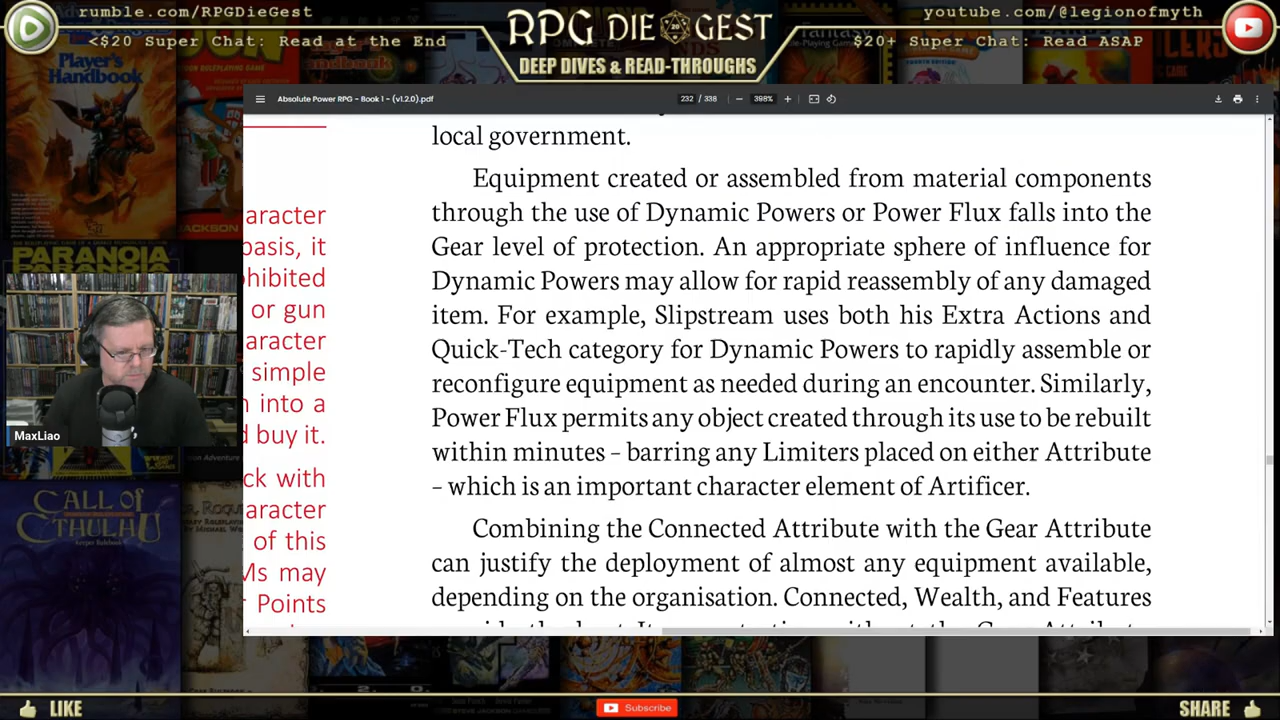 rumble.com/RPGDieGest
<$20 Super Chat: Read at the End
RPG DIE GEST
DEEP DIVES & READ-THROUGHS
youtube.com/@legionofmyth
$20+ Super Chat: Read ASAP
Player's
Handbook
Absolute Power RPG - Book 1 - (v1.2.0).pdf
232 / 338
398%
local government.
Equipment created or assembled from material components
through the use of Dynamic Powers or Power Flux falls into the
Gear level of protection. An appropriate sphere of influence for
Dynamic Powers may allow for rapid reassembly of any damaged
item. For example, Slipstream uses both his Extra Actions and
Quick-Tech category for Dynamic Powers to rapidly assemble or
reconfigure equipment as needed during an encounter. Similarly,
Power Flux permits any object created through its use to be rebuilt
within minutes – barring any Limiters placed on either Attribute
– which is an important character element of Artificer.
Combining the Connected Attribute with the Gear Attribute
can justify the deployment of almost any equipment available,
depending on the organisation. Connected, Wealth, and Features
aracter
basis, it
ohibited
or gun
aracter
simple
n into a
d buy it.
ck with
aracter
of this
Ms may
r Points
PARANOIA
MaxLiao
CALL OF
CTHULHU
LIKE
Subscribe
SHARE